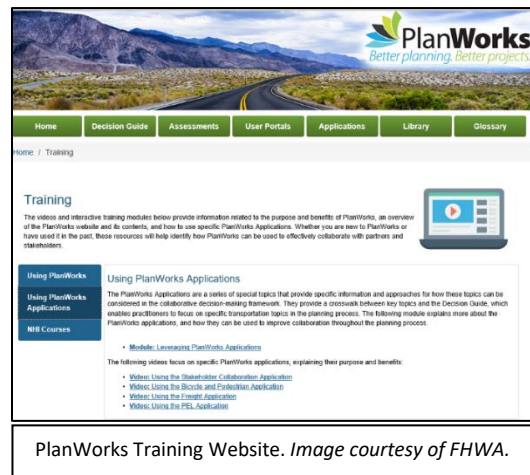 PlanWorks
Better planning. Better projects.
Home Decision Guide Assessments User Portals Applications Library Glossary
Home / Training
Training
The videos and interactive training modules below provide information related to the purpose and benefits of PlanWorks, an overview
of the PlanWorks website and its contents, and how to use specific PlanWorks Applications. Whether you are new to PlanWorks or
have used it in the past, these resources will help identify how PlanWorks can be used to effectively collaborate with partners and
stakeholders.
Using PlanWorks
Using PlanWorks
Applications
NHI Courses
Using PlanWorks Applications
The PlanWorks Applications are a series of special topics that provide specific information and approaches for how these topics can be
considered in the collaborative decision-making framework. They provide a crosswalk between key topics and the Decision Guide, which
enables practitioners to focus on specific transportation topics in the planning process. The following module explains more about the
PlanWorks applications, and how they can be used to improve collaboration throughout the planning process.
• Module: Leveraging PlanWorks Applications
The following videos focus on specific PlanWorks applications, explaining their purpose and benefits:
• Video: Using the Stakeholder Collaboration Application
• Video: Using the Bicycle and Pedestrian Application
• Video: Using the Freight Application
• Video: Using the PEL Application
PlanWorks Training Website. Image courtesy of FHWA.